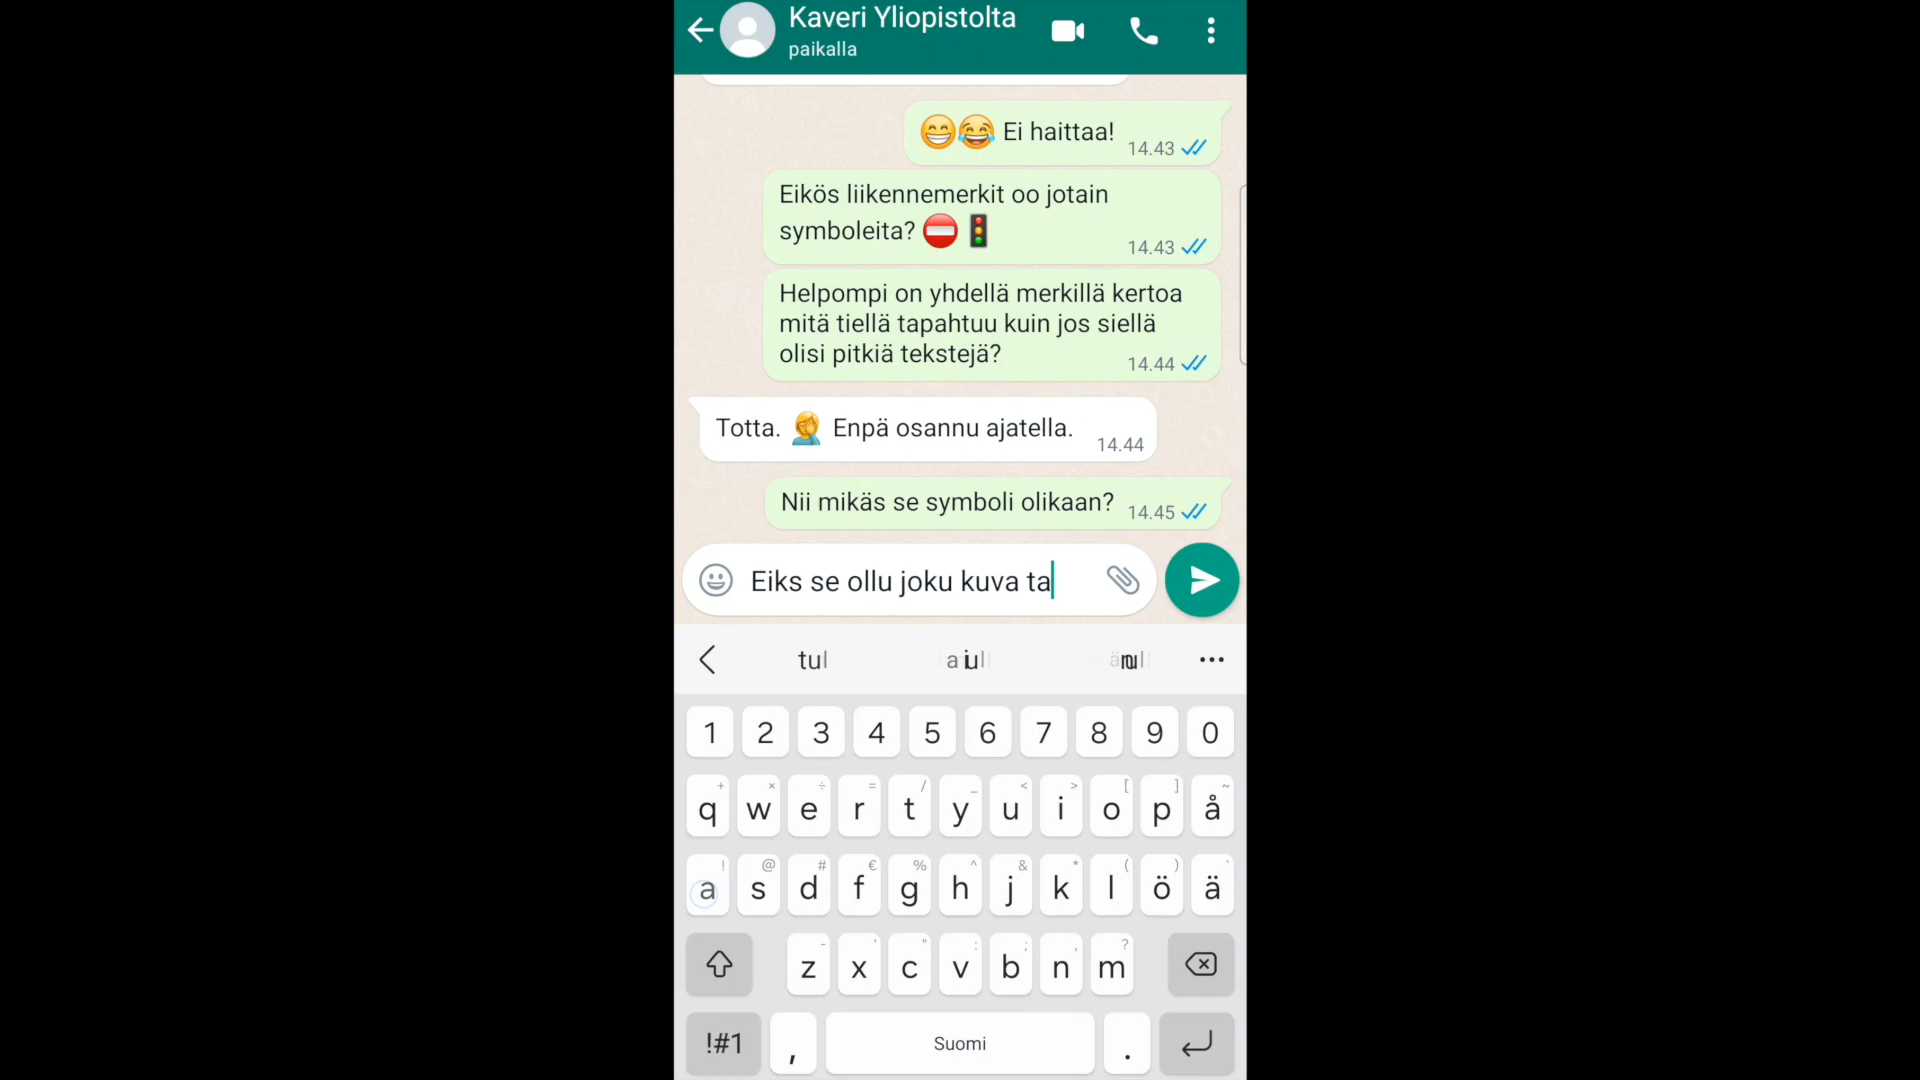 Kaveri Yliopistolta
paikalla
😁😂 Ei haittaa!
14.43
Eikös liikennemerkit oo jotain
symboleita? ⛔🚦
14.43
Helpompi on yhdellä merkillä kertoa
mitä tiellä tapahtuu kuin jos siellä
olisi pitkiä tekstejä?
14.44
Totta. 🤦 Enpä osannu ajatella.
14.44
Nii mikäs se symboli olikaan?
14.45
Eiks se ollu joku kuva ta
1 2 3 4 5 6 7 8 9 0
+ × ÷ = / _ < > [ ] ~
q w e r t y u i o p å
! @ # € % ^ & * ( ) `
a s d f g h j k l ö ä
- ' " : ; , ?
z x c v b n m
!#1 , Suomi .